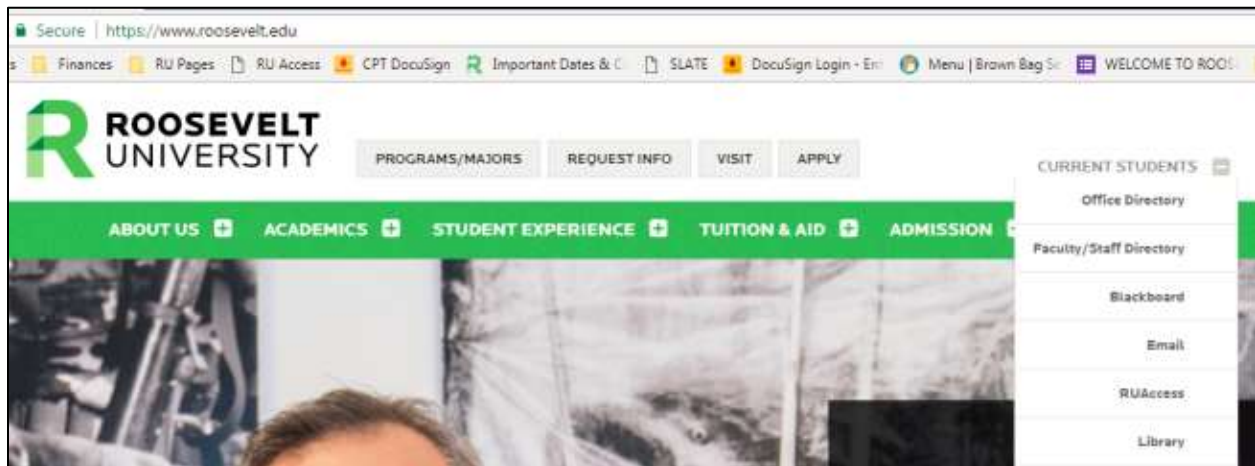 Secure | https://www.roosevelt.edu
s Finances RU Pages RU Access CPT DocuSign Important Dates & C SLATE DocuSign Login - En Menu | Brown Bag Se WELCOME TO ROOS
ROOSEVELT
UNIVERSITY
PROGRAMS/MAJORS REQUEST INFO VISIT APPLY
CURRENT STUDENTS
Office Directory
ABOUT US ACADEMICS STUDENT EXPERIENCE TUITION & AID ADMISSION
Faculty/Staff Directory
Blackboard
Email
RUAccess
Library